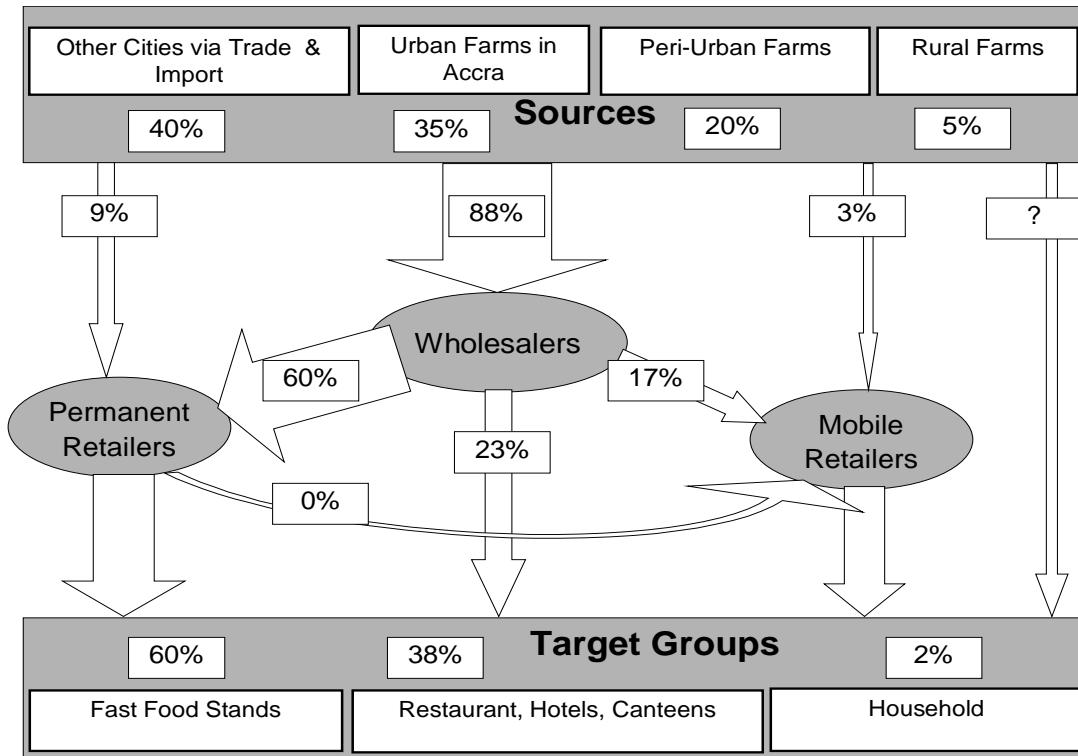 Other Cities via Trade &
Import
Urban Farms in
Accra
Peri-Urban Farms
Rural Farms
Sources
40%
35%
20%
5%
9%
88%
3%
?
Wholesalers
60%
17%
Permanent
Retailers
Mobile
Retailers
23%
0%
Target Groups
60%
38%
2%
Fast Food Stands
Restaurant, Hotels, Canteens
Household